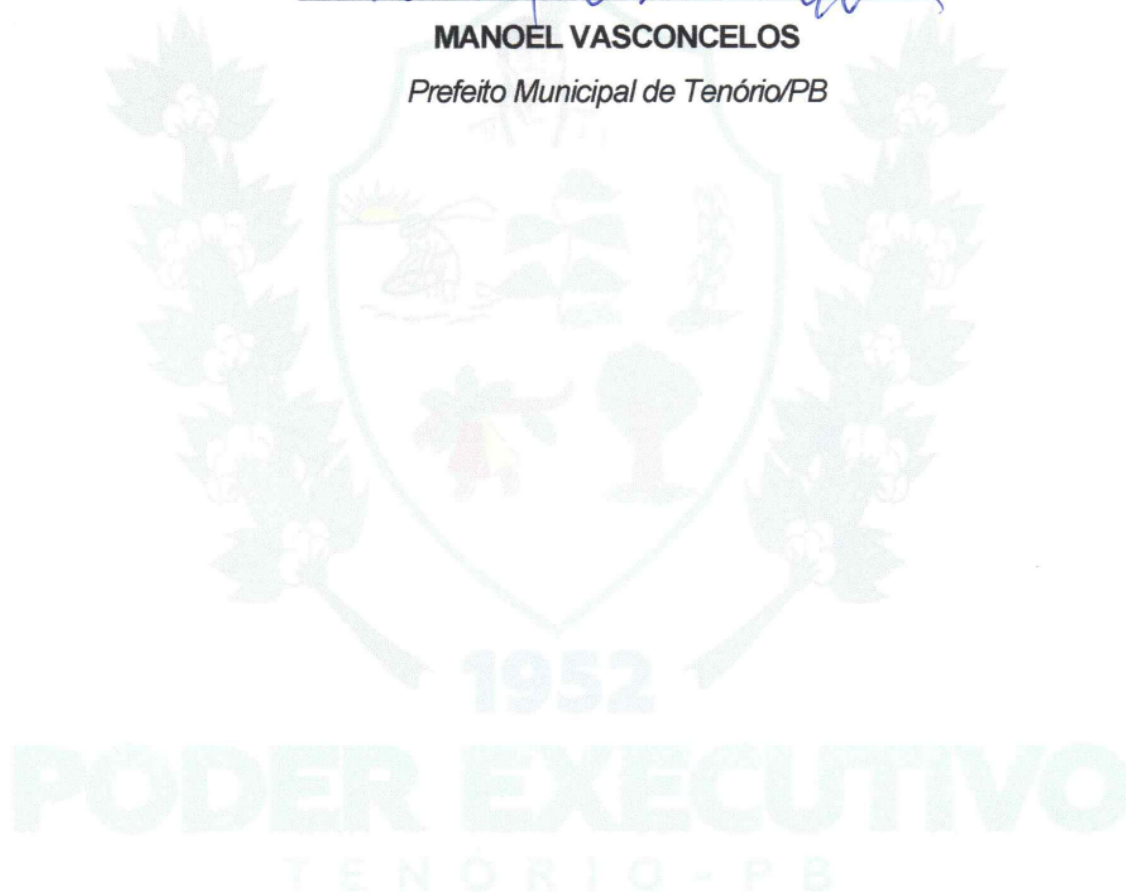 MANOEL VASCONCELOS
Prefeito Municipal de Tenório/PB
1952
PODER EXECUTIVO
TENÓRIO-PB